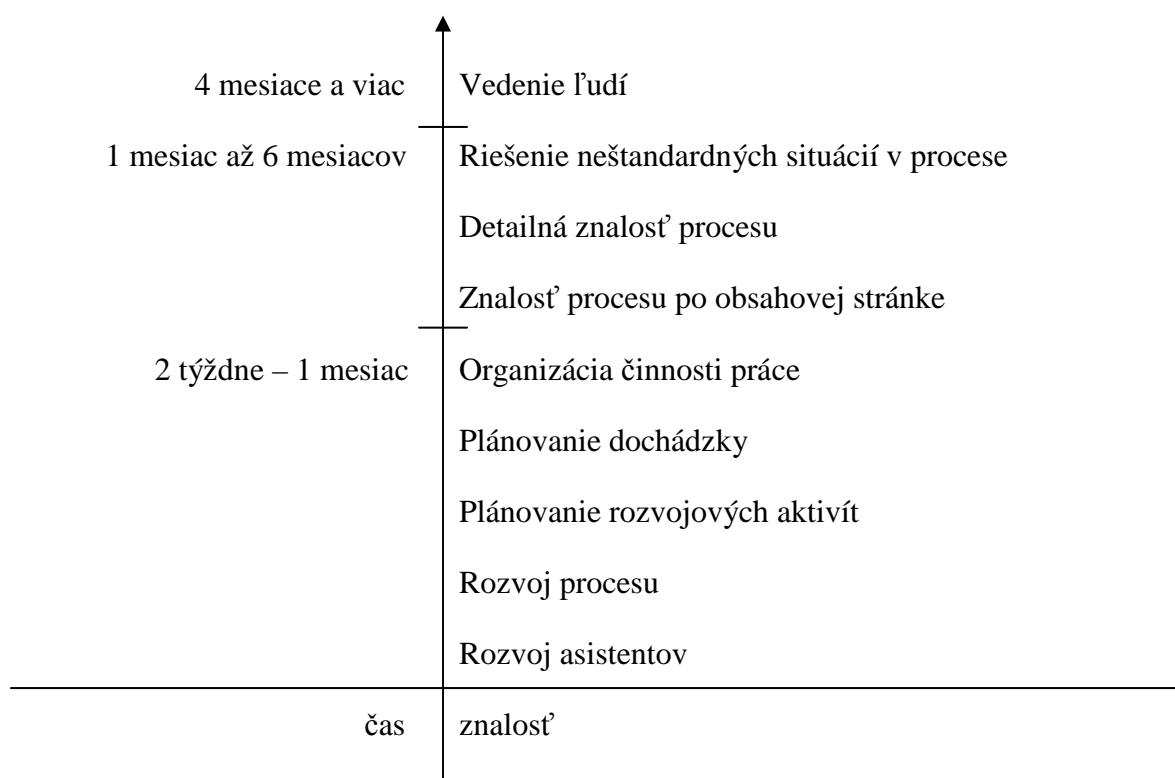 4 mesiace a viac Vedenie ľudí
1 mesiac až 6 mesiacov Riešenie neštandardných situácií v procese
Detailná znalosť procesu
Znalosť procesu po obsahovej stránke
2 týždne – 1 mesiac Organizácia činnosti práce
Plánovanie dochádzky
Plánovanie rozvojových aktivít
Rozvoj procesu
Rozvoj asistentov
čas znalosť